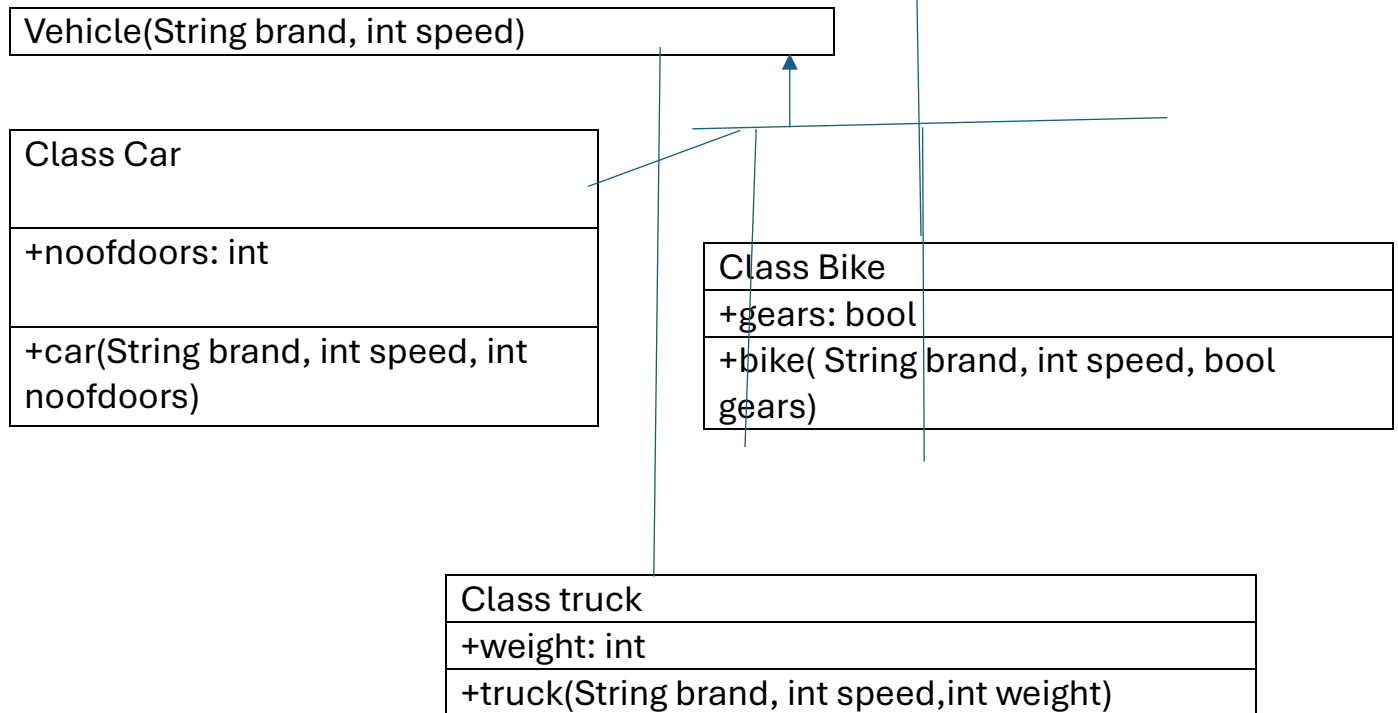 Vehicle(String brand, int speed)
Class Car
+noofdoors: int
+car(String brand, int speed, int
noofdoors)
Class Bike
+gears: bool
+bike( String brand, int speed, bool
gears)
Class truck
+weight: int
+truck(String brand, int speed,int weight)